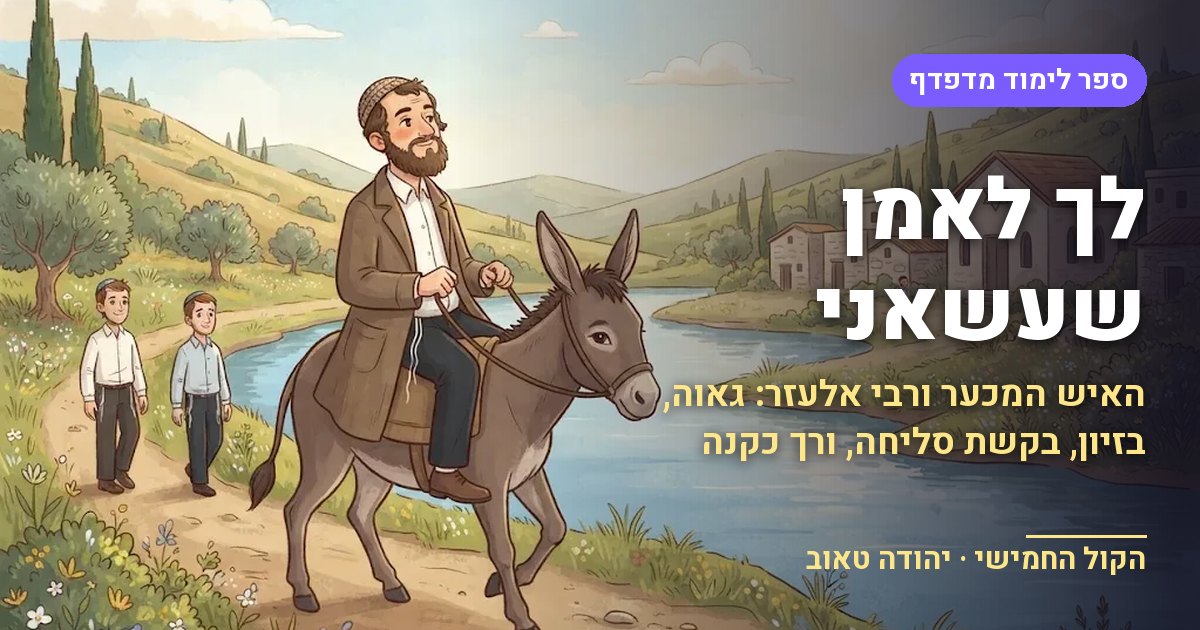 ספר לימוד מדפדף
לך לאמן
שעשאני
האיש המכער ורבי אלעזר: גאוה,
בזיון, בקשת סליחה, ורך כקנה
הקול החמישי · יהודה טאוב